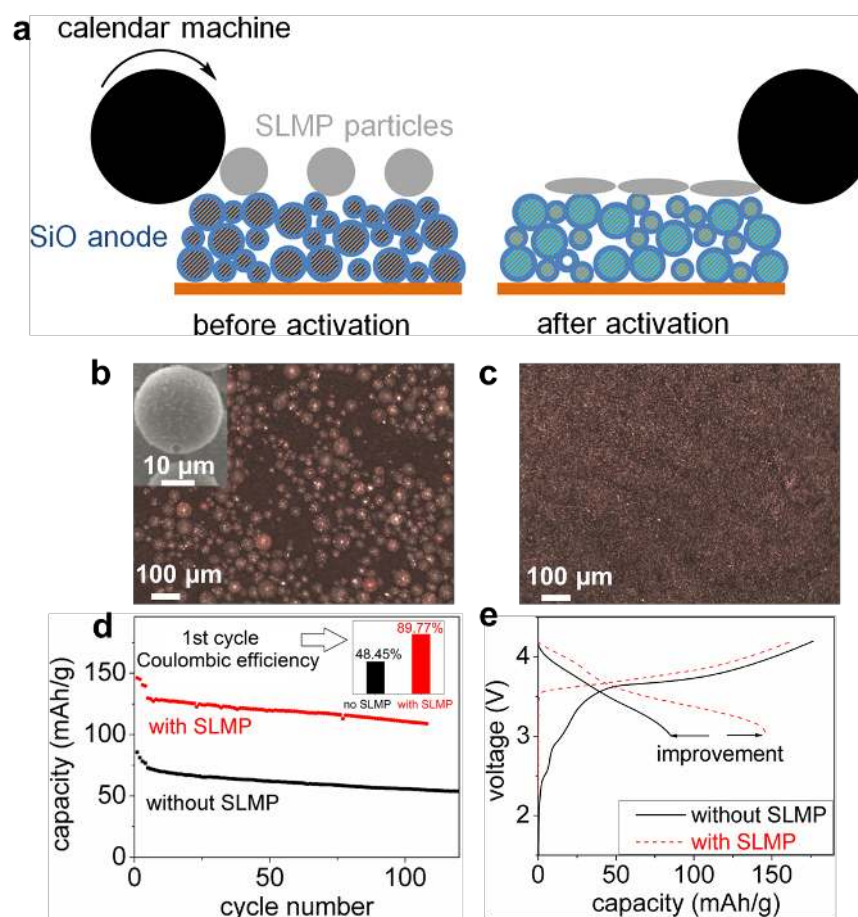 a
calendar machine
SLMP particles
SiO anode
before activation
after activation
b
10 µm
100 µm
c
100 µm
d
1st cycle
Coulombic efficiency
48.45%
89.77%
no SLMP
with SLMP
with SLMP
without SLMP
capacity (mAh/g)
150
100
50
0
0
50
100
cycle number
e
voltage (V)
4
3
2
improvement
without SLMP
with SLMP
0
50
100
150
capacity (mAh/g)